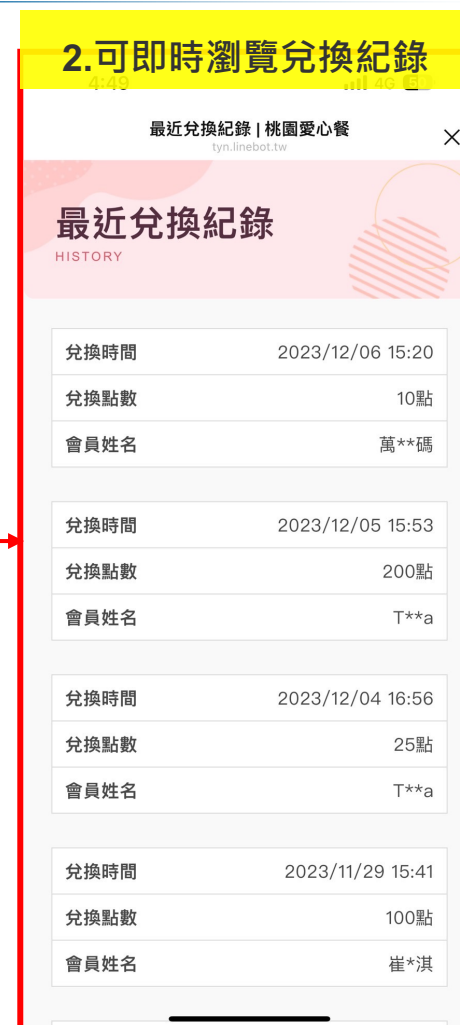 2.可即時瀏覽兌換紀錄
4:49 4G 50
最近兌換紀錄 | 桃園愛心餐
tyn.linebot.tw
最近兌換紀錄
HISTORY
兌換時間 2023/12/06 15:20
兌換點數 10點
會員姓名 萬**碼
兌換時間 2023/12/05 15:53
兌換點數 200點
會員姓名 T**a
兌換時間 2023/12/04 16:56
兌換點數 25點
會員姓名 T**a
兌換時間 2023/11/29 15:41
兌換點數 100點
會員姓名 崔*淇